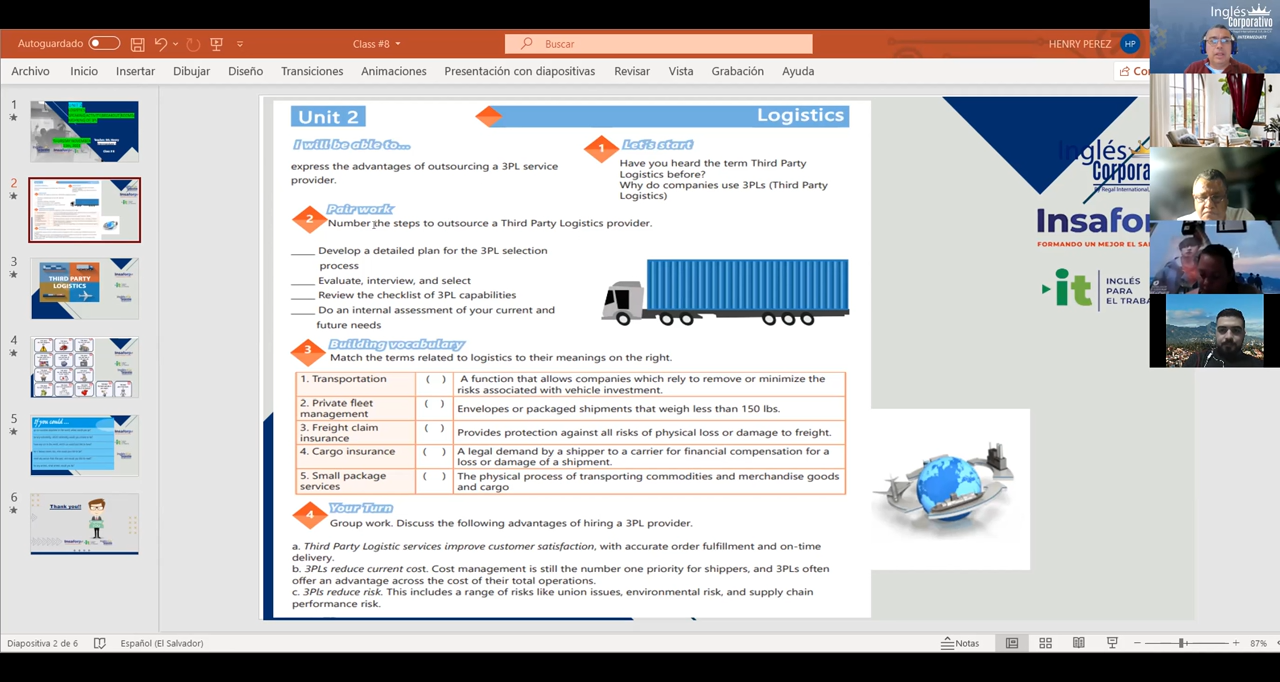 Autoguardado
Class #8
Buscar
HENRY PEREZ
HP
Archivo
Inicio
Insertar
Dibujar
Diseño
Transiciones
Animaciones
Presentación con diapositivas
Revisar
Vista
Grabación
Ayuda
Inglés
Corporativo
INTERMEDIATE
1
2
3
THIRD PARTY
LOGISTICS
4
5
If you could ...
6
Thank you!!
Unit 2
Logistics
I will be able to...
express the advantages of outsourcing a 3PL service
provider.
1
Let's start
Have you heard the term Third Party
Logistics before?
Why do companies use 3PLs (Third Party
Logistics)
2
Pair work
Number the steps to outsource a Third Party Logistics provider.
____ Develop a detailed plan for the 3PL selection
process
____ Evaluate, interview, and select
____ Review the checklist of 3PL capabilities
____ Do an internal assessment of your current and
future needs
3
Building vocabulary
Match the terms related to logistics to their meanings on the right.
1. Transportation ( ) A function that allows companies which rely to remove or minimize the
risks associated with vehicle investment.
2. Private fleet
management ( ) Envelopes or packaged shipments that weigh less than 150 lbs.
3. Freight claim
insurance ( ) Provides protection against all risks of physical loss or damage to freight.
4. Cargo insurance ( ) A legal demand by a shipper to a carrier for financial compensation for a
loss or damage of a shipment.
5. Small package
services ( ) The physical process of transporting commodities and merchandise goods
and cargo
4
Your Turn
Group work. Discuss the following advantages of hiring a 3PL provider.
a. Third Party Logistic services improve customer satisfaction, with accurate order fulfillment and on-time
delivery.
b. 3PLs reduce current cost. Cost management is still the number one priority for shippers, and 3PLs often
offer an advantage across the cost of their total operations.
c. 3Pls reduce risk. This includes a range of risks like union issues, environmental risk, and supply chain
performance risk.
Inglés
Corpora
By Regal International,
Insafor
FORMANDO UN MEJOR EL SA
it
INGLÉS
PARA
EL TRABA
Diapositiva 2 de 6
Español (El Salvador)
Notas
87%